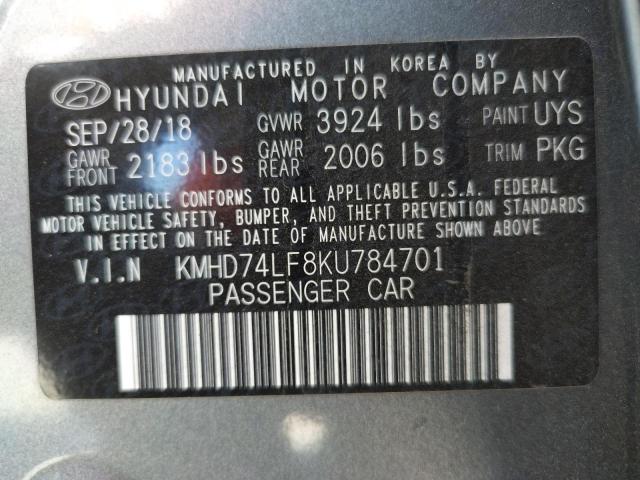 MANUFACTURED IN KOREA BY
HYUNDAI MOTOR COMPANY
SEP/28/18 GVWR 3924 lbs PAINT UYS
GAWR FRONT 2183 lbs GAWR REAR 2006 lbs TRIM PKG
THIS VEHICLE CONFORMS TO ALL APPLICABLE U.S.A. FEDERAL
MOTOR VEHICLE SAFETY, BUMPER, AND THEFT PREVENTION STANDARDS
IN EFFECT ON THE DATE OF MANUFACTURE SHOWN ABOVE.
V.I.N KMHD74LF8KU784701
PASSENGER CAR